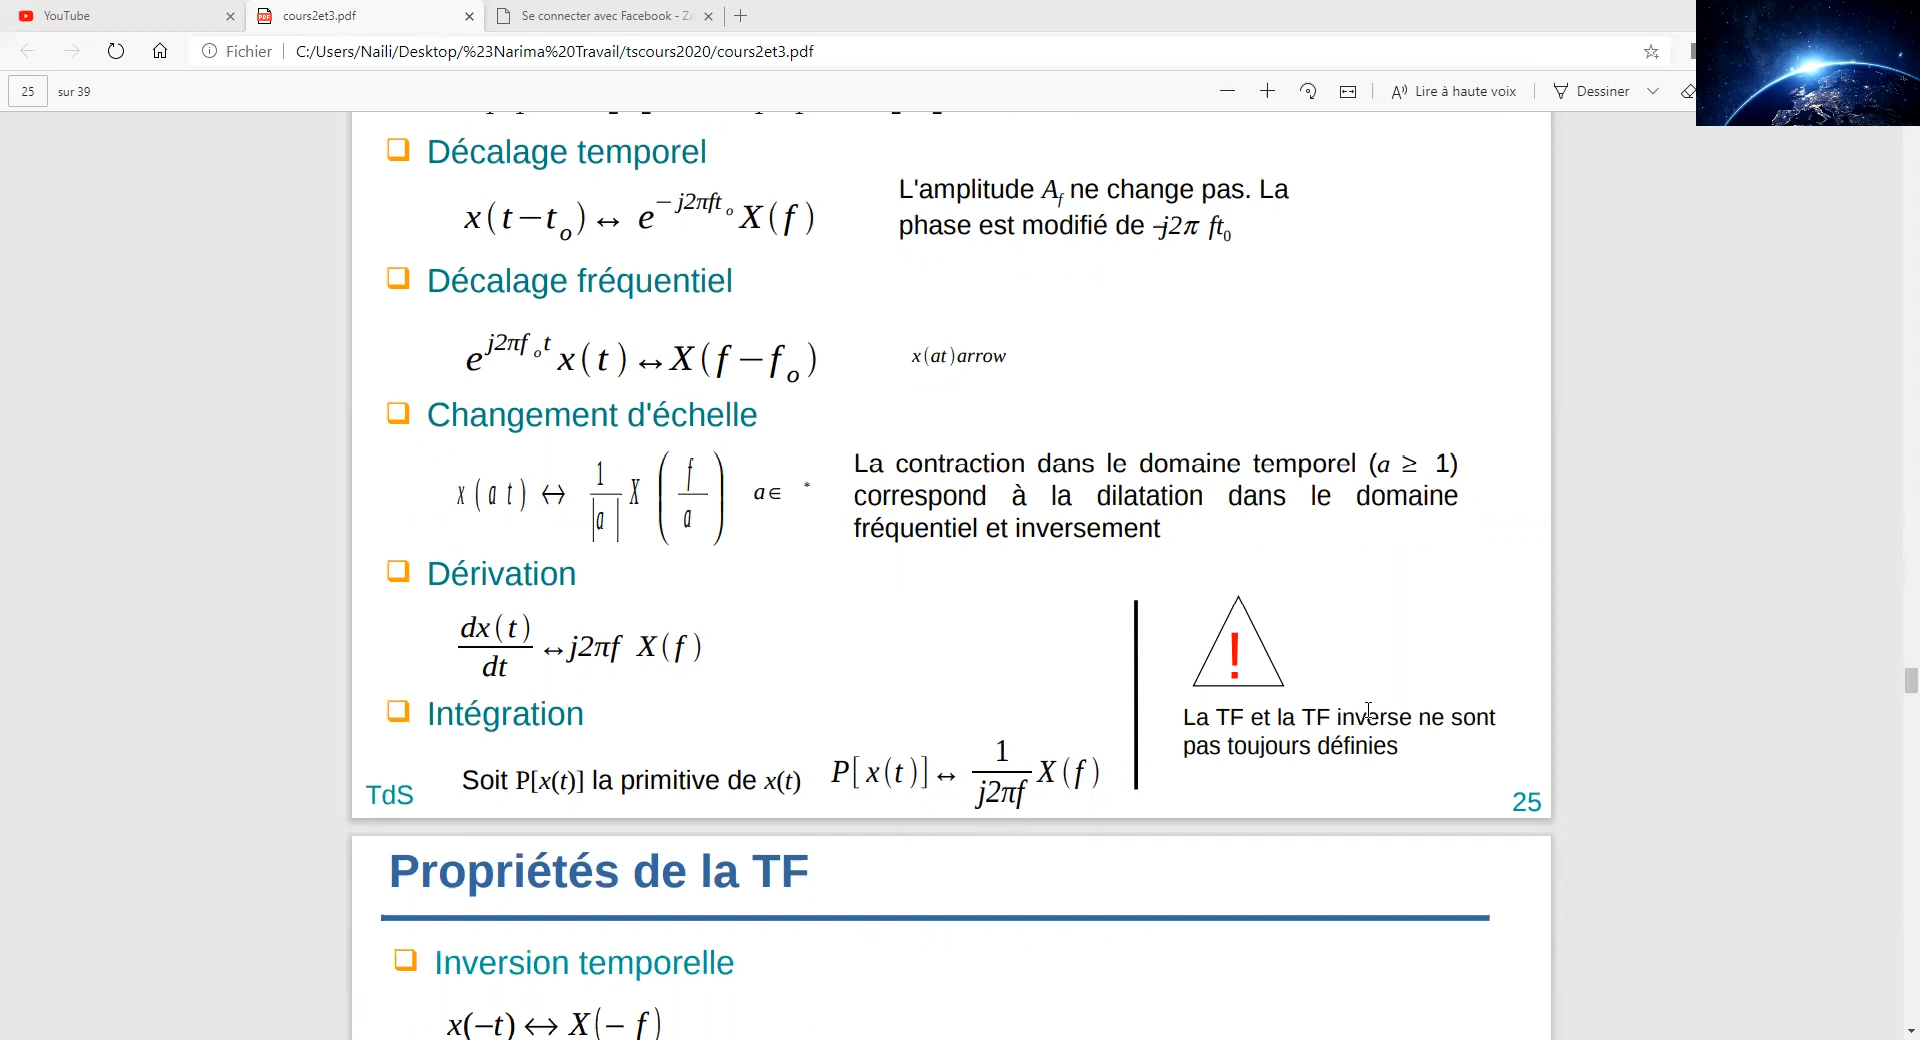 YouTube
cours2et3.pdf
Se connecter avec Facebook - Ze
Fichier
C:/Users/Naili/Desktop/%23Narima%20Travail/tscours2020/cours2et3.pdf
25 sur 39
Lire à haute voix
Dessiner
Décalage temporel
x(t−t_o) ↔ e^{−j2πft_o} X(f)
L'amplitude A_f ne change pas. La
phase est modifié de -j2π ft_0
Décalage fréquentiel
e^{j2πf_o t} x(t) ↔ X(f−f_o)
x(at)arrow
Changement d'échelle
x(at) ↔ 1/|a| X(f/a) a∈ *
La contraction dans le domaine temporel (a ≥ 1)
correspond à la dilatation dans le domaine
fréquentiel et inversement
Dérivation
dx(t)/dt ↔ j2πf X(f)
!
La TF et la TF inverse ne sont
pas toujours définies
Intégration
Soit P[x(t)] la primitive de x(t) P[x(t)] ↔ 1/j2πf X(f)
TdS
25
Propriétés de la TF
Inversion temporelle
x(−t) ↔ X(− f)